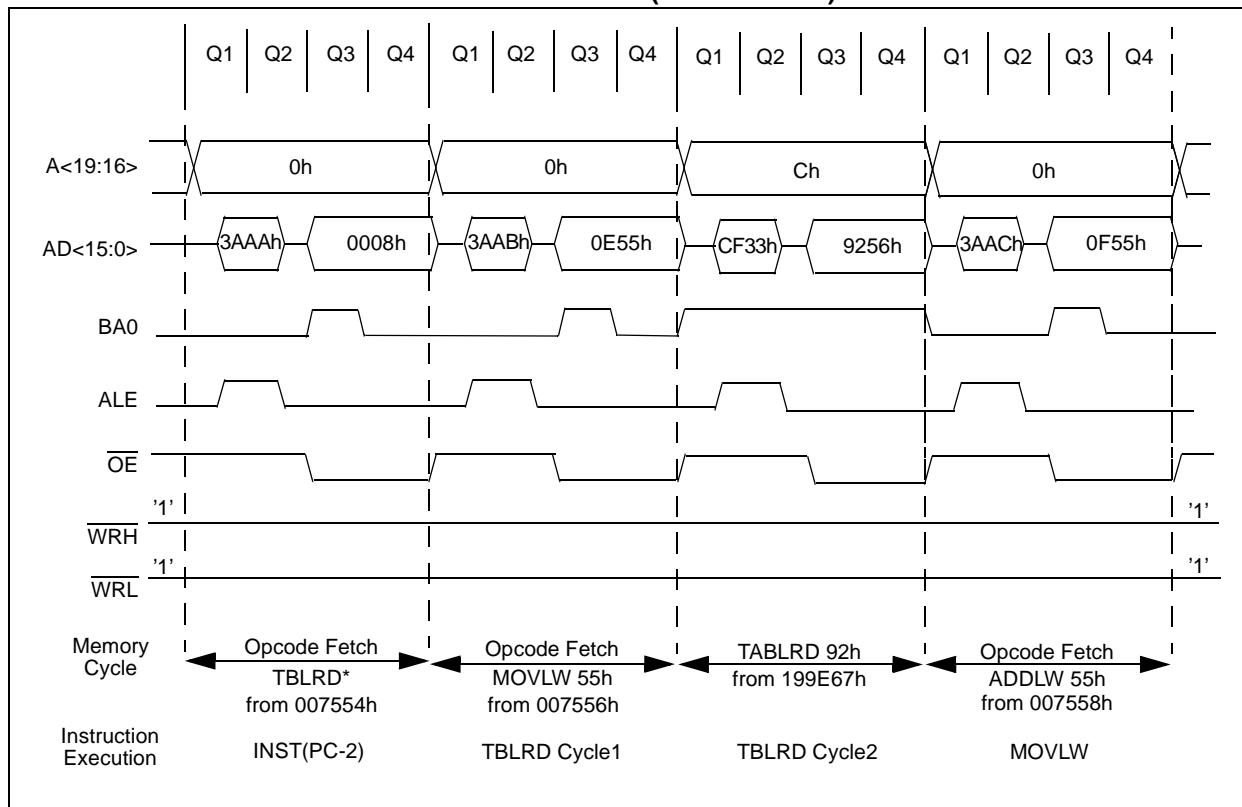 Q1 Q2 Q3 Q4 Q1 Q2 Q3 Q4 Q1 Q2 Q3 Q4 Q1 Q2 Q3 Q4
A<19:16> 0h 0h Ch 0h
AD<15:0> 3AAAh 0008h 3AABh 0E55h CF33h 9256h 3AACh 0F55h
BA0
ALE
OE
'1' '1'
WRH
'1' '1'
WRL
Memory Cycle
Opcode Fetch
TBLRD*
from 007554h
Opcode Fetch
MOVLW 55h
from 007556h
TABLRD 92h
from 199E67h
Opcode Fetch
ADDLW 55h
from 007558h
Instruction Execution
INST(PC-2) TBLRD Cycle1 TBLRD Cycle2 MOVLW